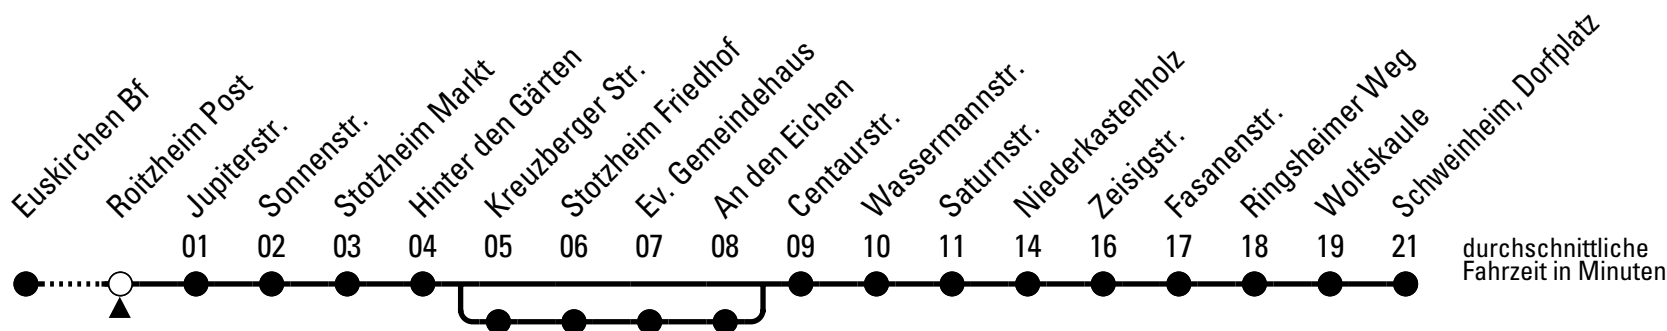 Euskirchen Bf
Roitzheim Post
Jupiterstr.
Sonnenstr.
Stotzheim Markt
Hinter den Gärten
Kreuzberger Str.
Stotzheim Friedhof
Ev. Gemeindehaus
An den Eichen
Centaurstr.
Wassermannstr.
Saturnstr.
Niederkastenholz
Zeisigstr.
Fasanenstr.
Ringsheimer Weg
Wolfskaule
Schweinheim, Dorfplatz
01 02 03 04 05 06 07 08 09 10 11 14 16 17 18 19 21
durchschnittliche
Fahrzeit in Minuten